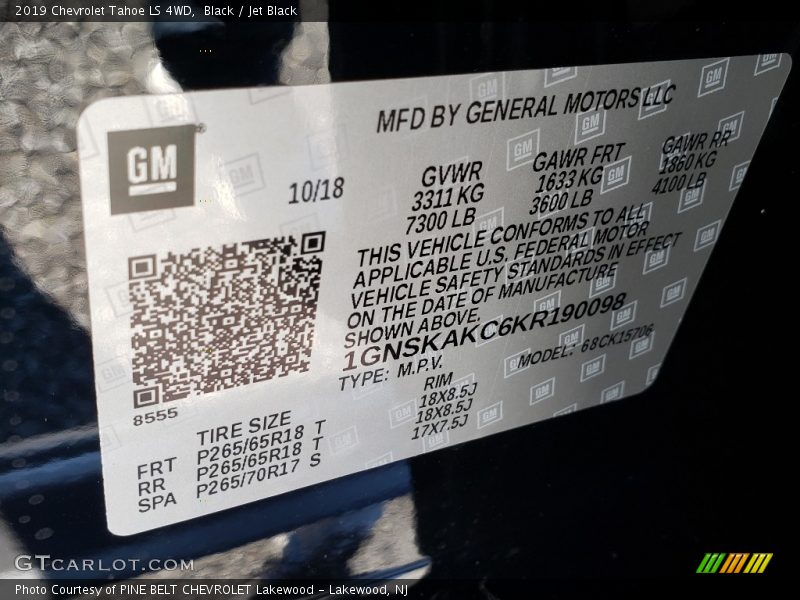 2019 Chevrolet Tahoe LS 4WD, Black / Jet Black
MFD BY GENERAL MOTORS LLC
GM
10/18
GVWR
3311 KG
7300 LB
GAWR FRT
1633 KG
3600 LB
GAWR RR
1860 KG
4100 LB
THIS VEHICLE CONFORMS TO ALL
APPLICABLE U.S. FEDERAL MOTOR
VEHICLE SAFETY STANDARDS IN EFFECT
ON THE DATE OF MANUFACTURE
SHOWN ABOVE.
1GNSKAKC6KR190098
TYPE: M.P.V. MODEL: 68CK15706
8555
TIRE SIZE RIM
FRT P265/65R18 T 18X8.5J
RR P265/65R18 T 18X8.5J
SPA P265/70R17 S 17X7.5J
GTCARLOT.COM
Photo Courtesy of PINE BELT CHEVROLET Lakewood - Lakewood, NJ